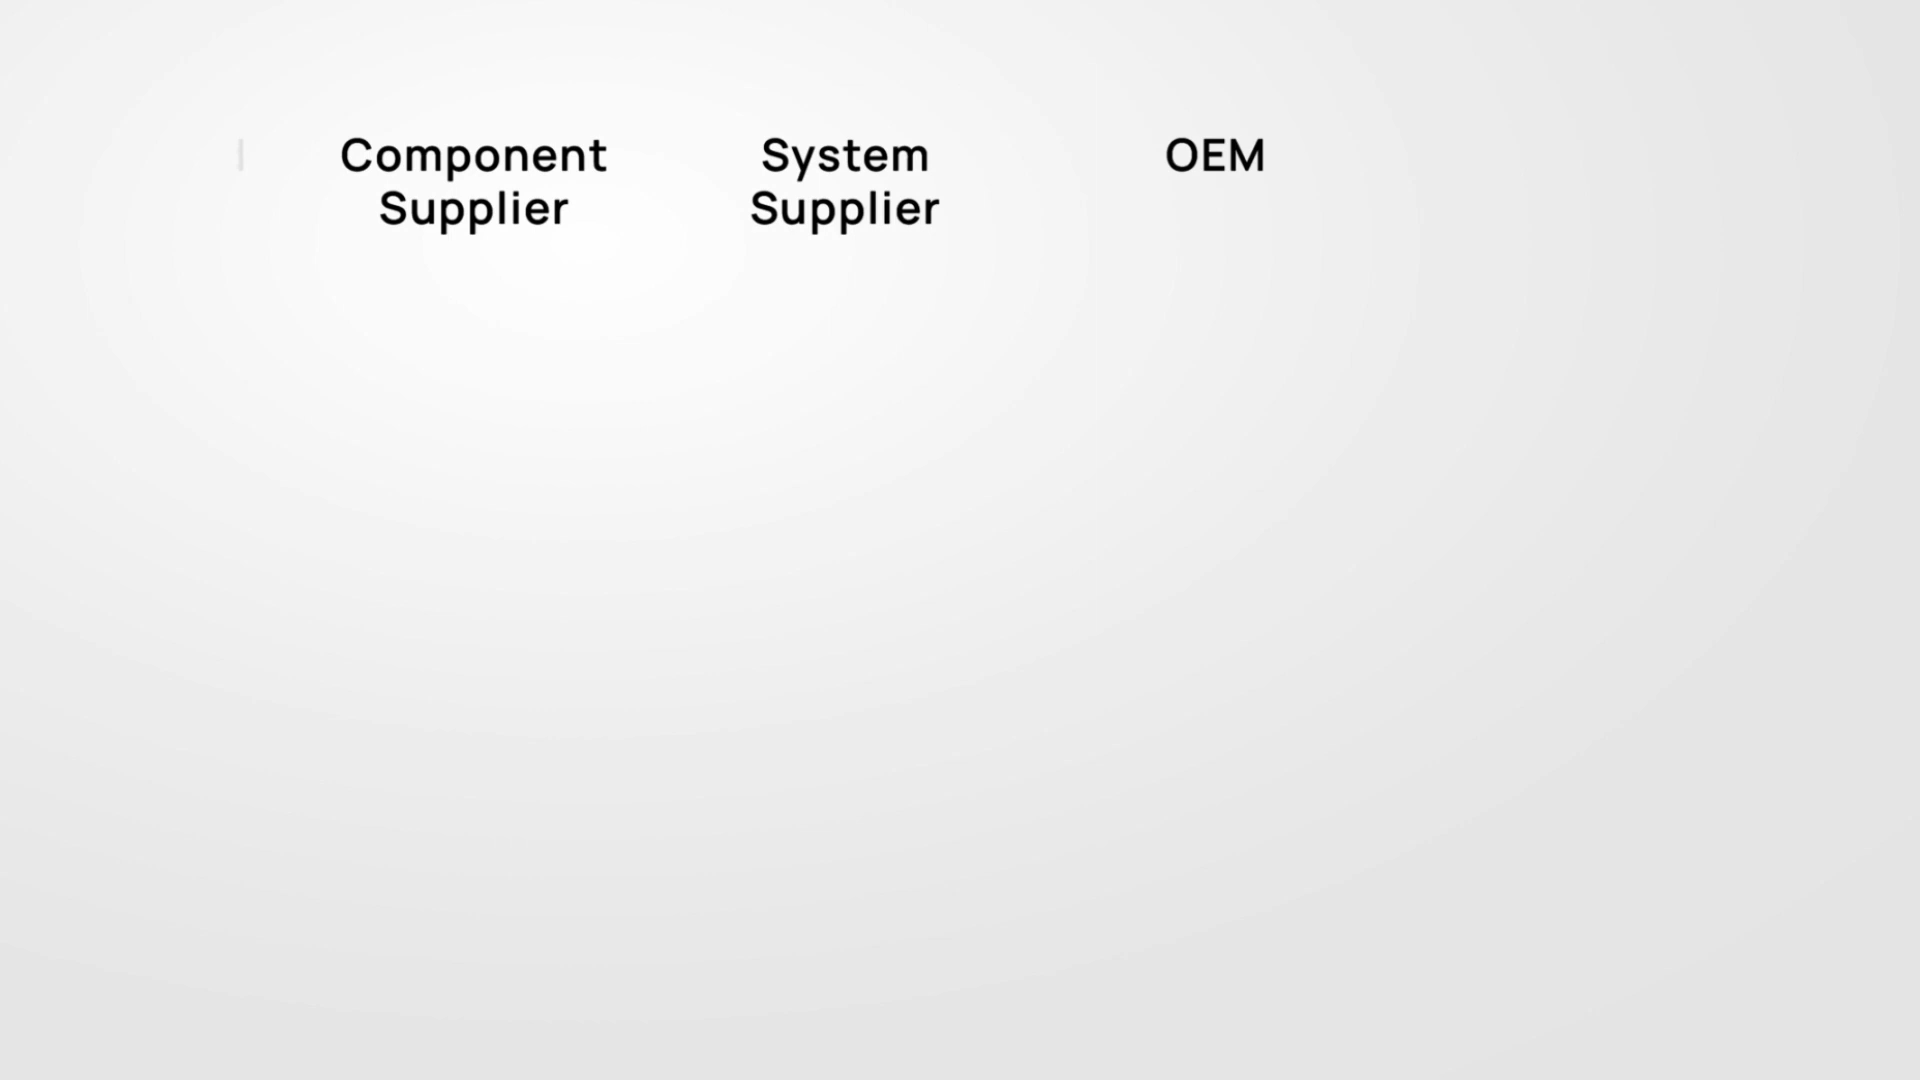 Component
Supplier
System
Supplier
OEM